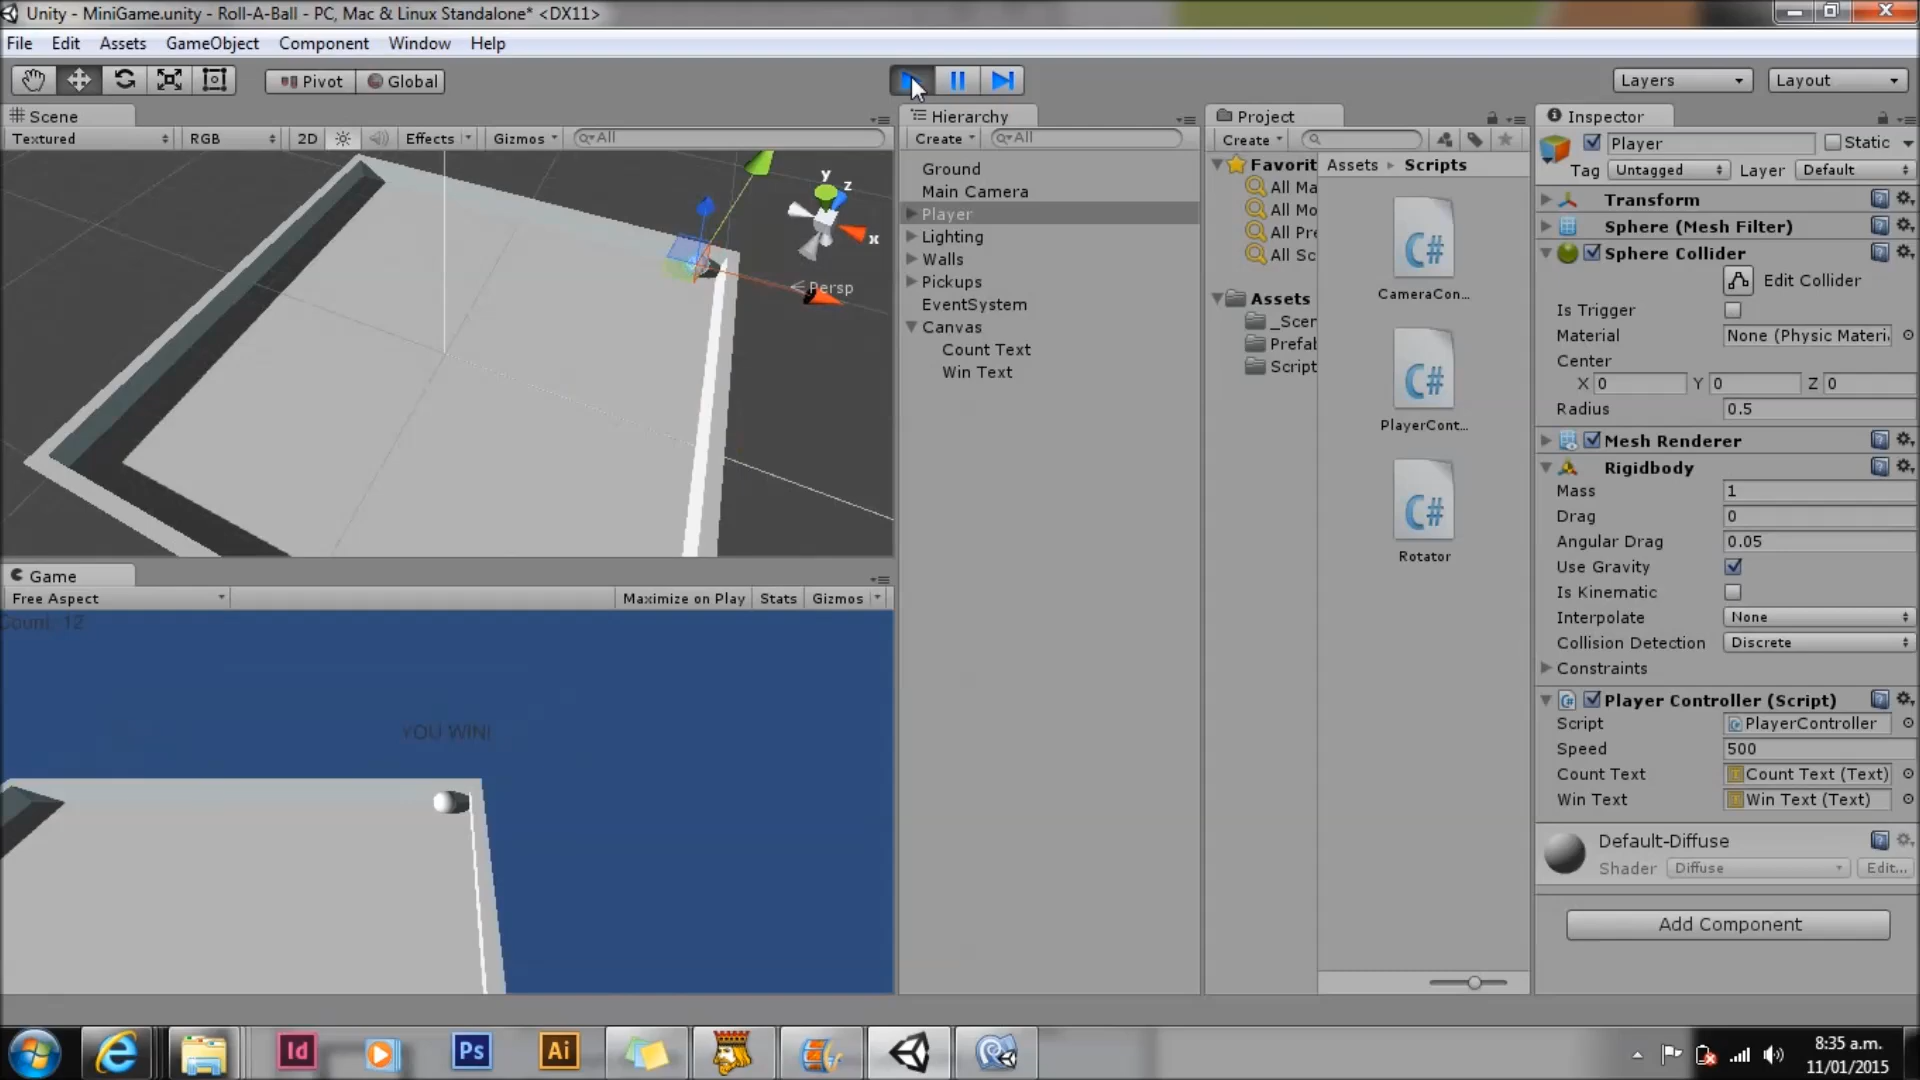 Unity - MiniGame.unity - Roll-A-Ball - PC, Mac & Linux Standalone* <DX11>
File Edit Assets GameObject Component Window Help
Pivot Global Layers Layout
Scene
Textured RGB 2D Effects Gizmos All
y
z
x
Persp
Game
Free Aspect Maximize on Play Stats Gizmos
Count: 12
YOU WIN!
Hierarchy
Create All
Ground
Main Camera
Player
Lighting
Walls
Pickups
EventSystem
Canvas
Count Text
Win Text
Project
Create
Favorit
All Ma
All Mo
All Pre
All Sc
Assets
_Scer
Prefab
Script
Assets Scripts
C#
CameraCon...
C#
PlayerCont...
C#
Rotator
Inspector
Player Static
Tag Untagged Layer Default
Transform
Sphere (Mesh Filter)
Sphere Collider
Edit Collider
Is Trigger
Material None (Physic Materi
Center
X 0 Y 0 Z 0
Radius 0.5
Mesh Renderer
Rigidbody
Mass 1
Drag 0
Angular Drag 0.05
Use Gravity
Is Kinematic
Interpolate None
Collision Detection Discrete
Constraints
Player Controller (Script)
Script PlayerController
Speed 500
Count Text Count Text (Text)
Win Text Win Text (Text)
Default-Diffuse
Shader Diffuse Edit...
Add Component
Id Ps Ai
8:35 a.m.
11/01/2015